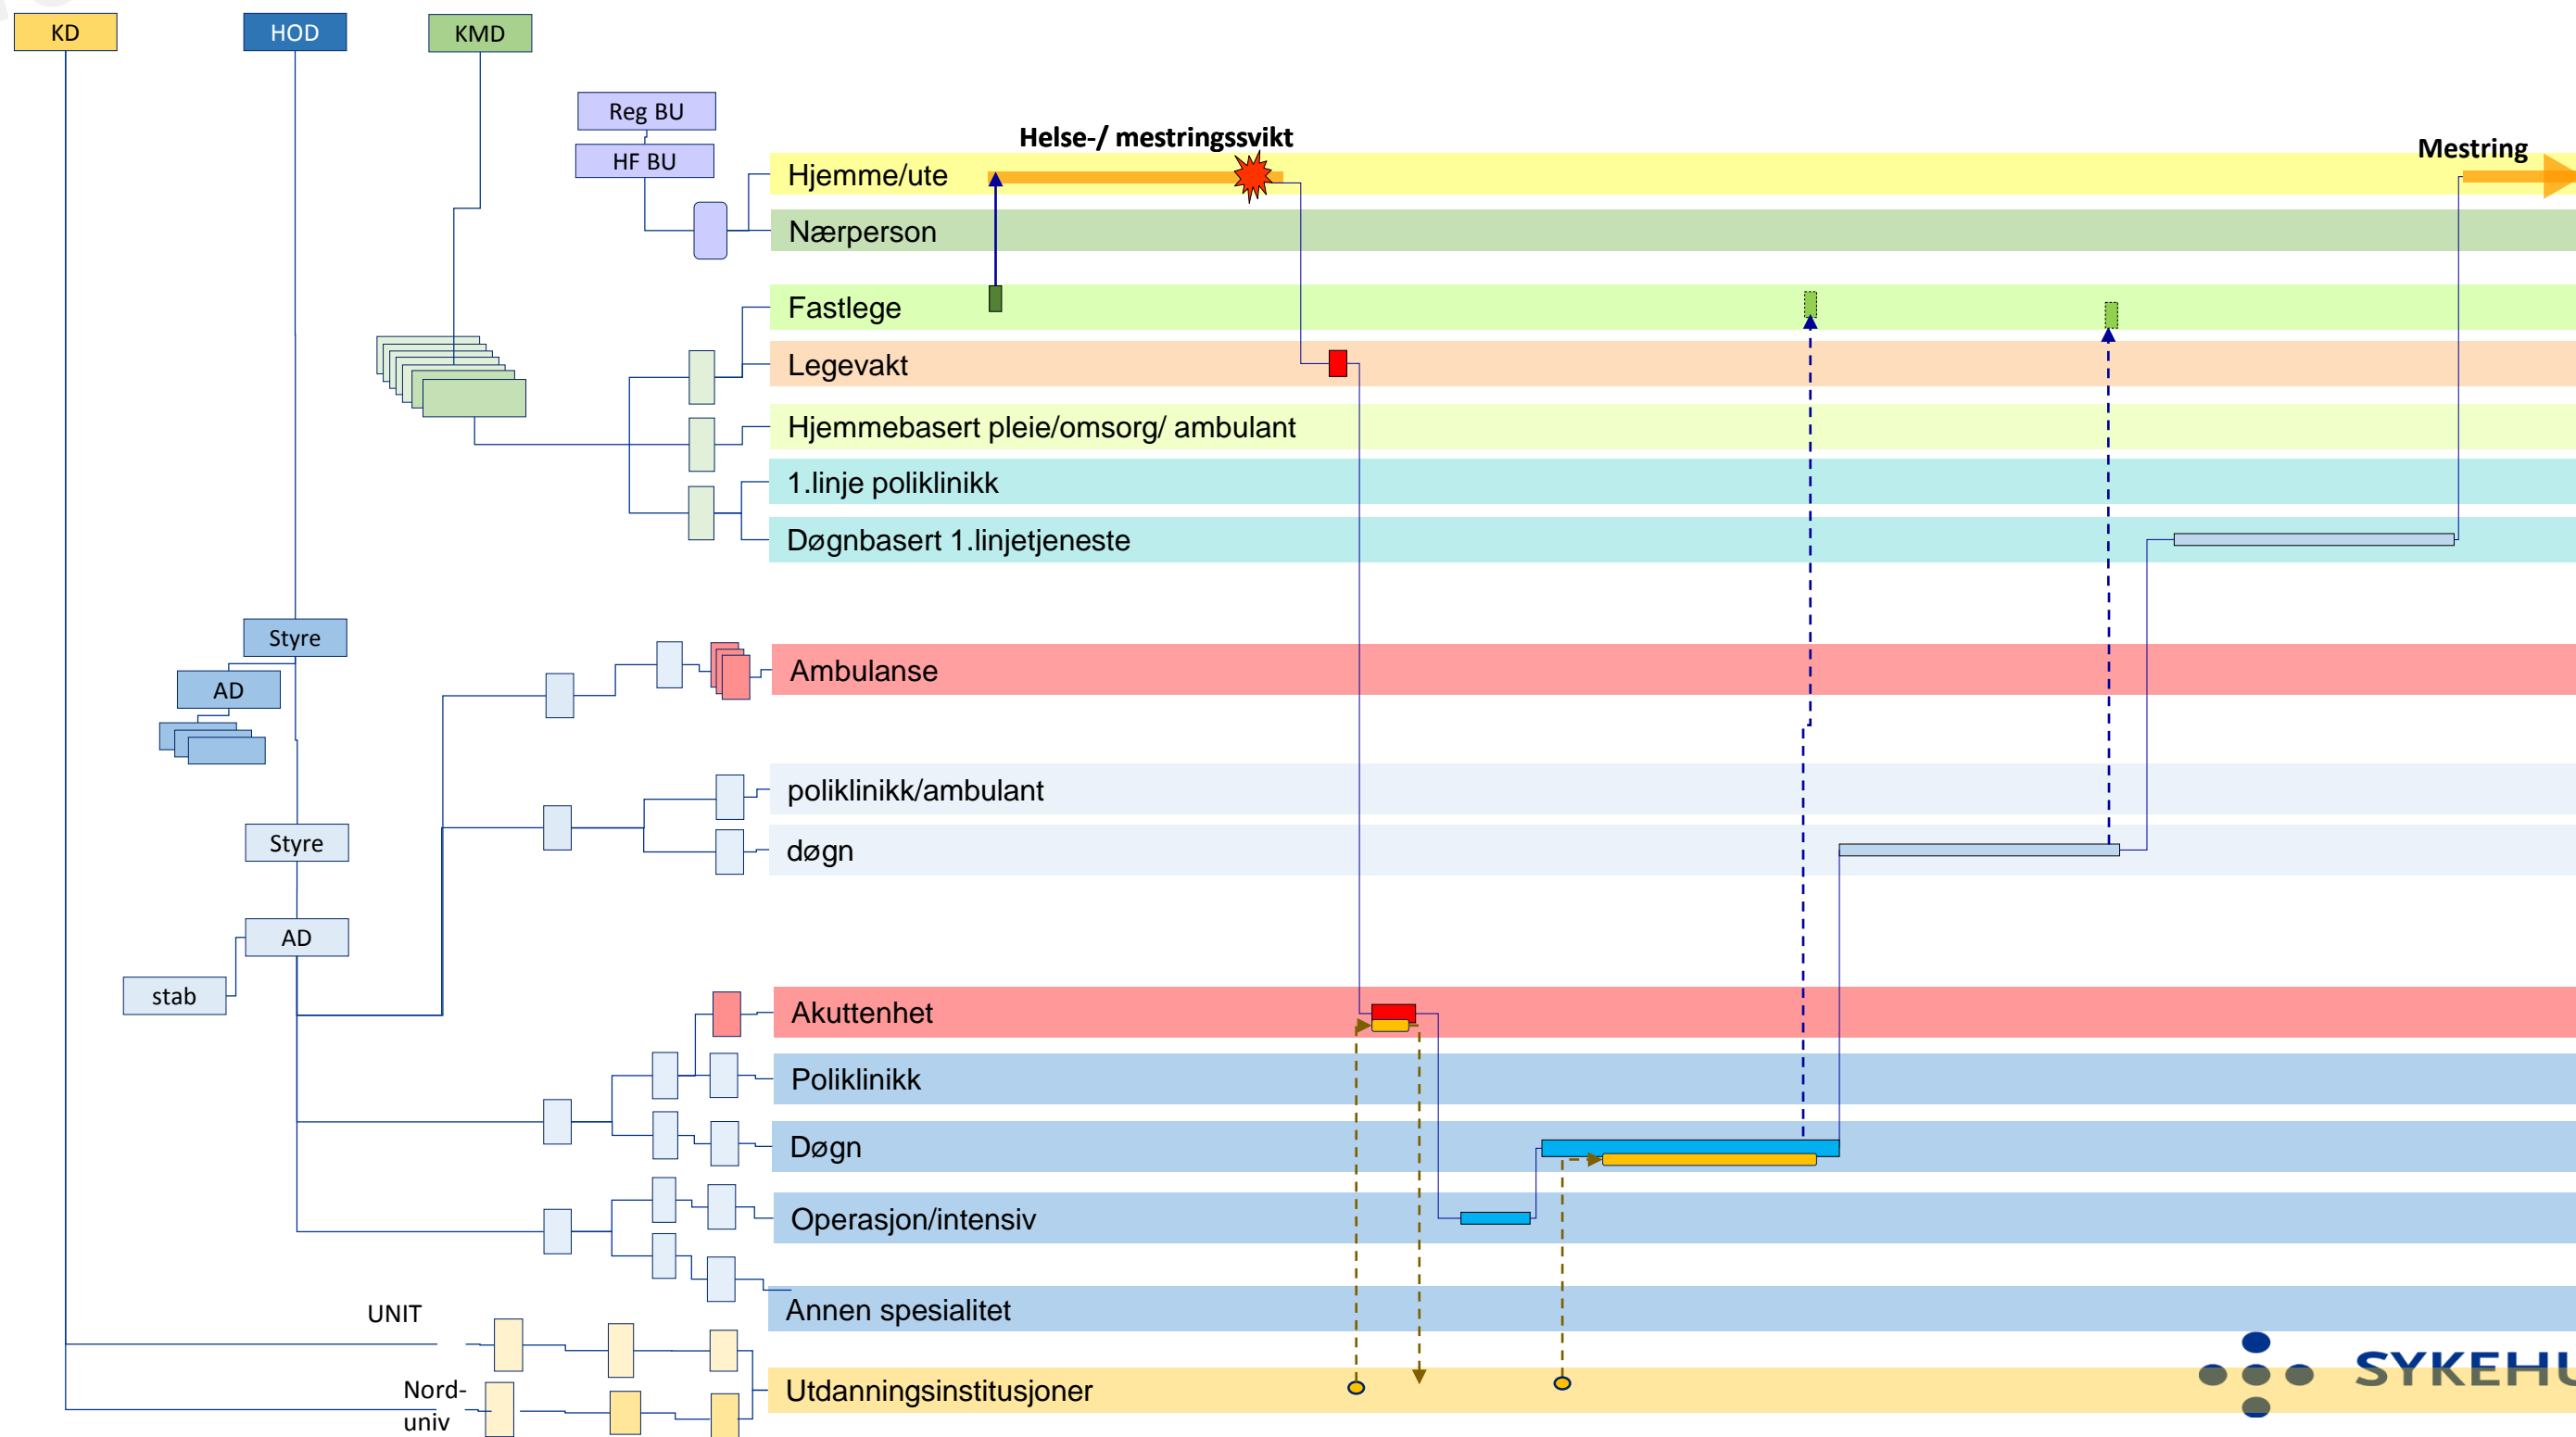 KD
HOD
KMD
Reg BU
HF BU
Helse-/ mestringssvikt
Mestring
Hjemme/ute
Nærperson
Fastlege
Legevakt
Hjemmebasert pleie/omsorg/ ambulant
1.linje poliklinikk
Døgnbasert 1.linjetjeneste
Styre
AD
Ambulanse
poliklinikk/ambulant
døgn
Styre
AD
stab
Akuttenhet
Poliklinikk
Døgn
Operasjon/intensiv
Annen spesialitet
UNIT
Nord-
univ
Utdanningsinstitusjoner
SYKEHU